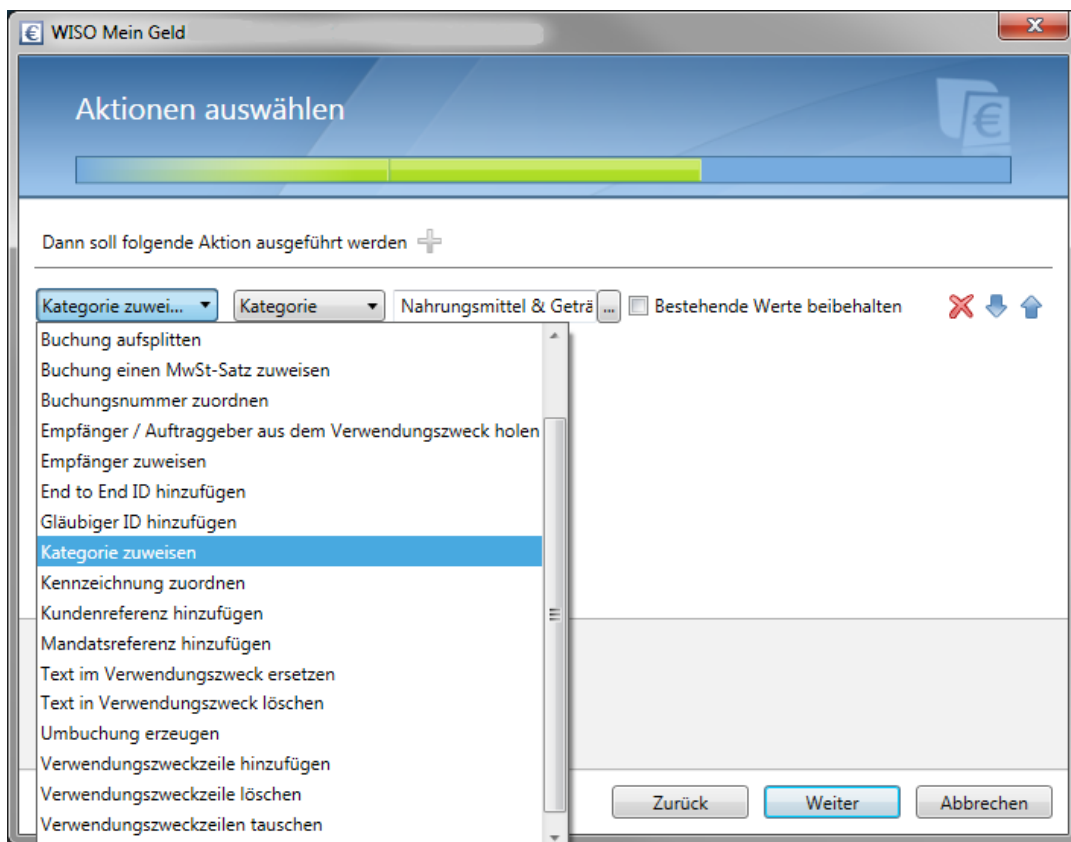 WISO Mein Geld
Aktionen auswählen
Dann soll folgende Aktion ausgeführt werden
Kategorie zuwei... Kategorie Nahrungsmittel & Geträ ... Bestehende Werte beibehalten
Buchung aufsplitten
Buchung einen MwSt-Satz zuweisen
Buchungsnummer zuordnen
Empfänger / Auftraggeber aus dem Verwendungszweck holen
Empfänger zuweisen
End to End ID hinzufügen
Gläubiger ID hinzufügen
Kategorie zuweisen
Kennzeichnung zuordnen
Kundenreferenz hinzufügen
Mandatsreferenz hinzufügen
Text im Verwendungszweck ersetzen
Text in Verwendungszweck löschen
Umbuchung erzeugen
Verwendungszweckzeile hinzufügen
Verwendungszweckzeile löschen
Verwendungszweckzeilen tauschen
Zurück Weiter Abbrechen